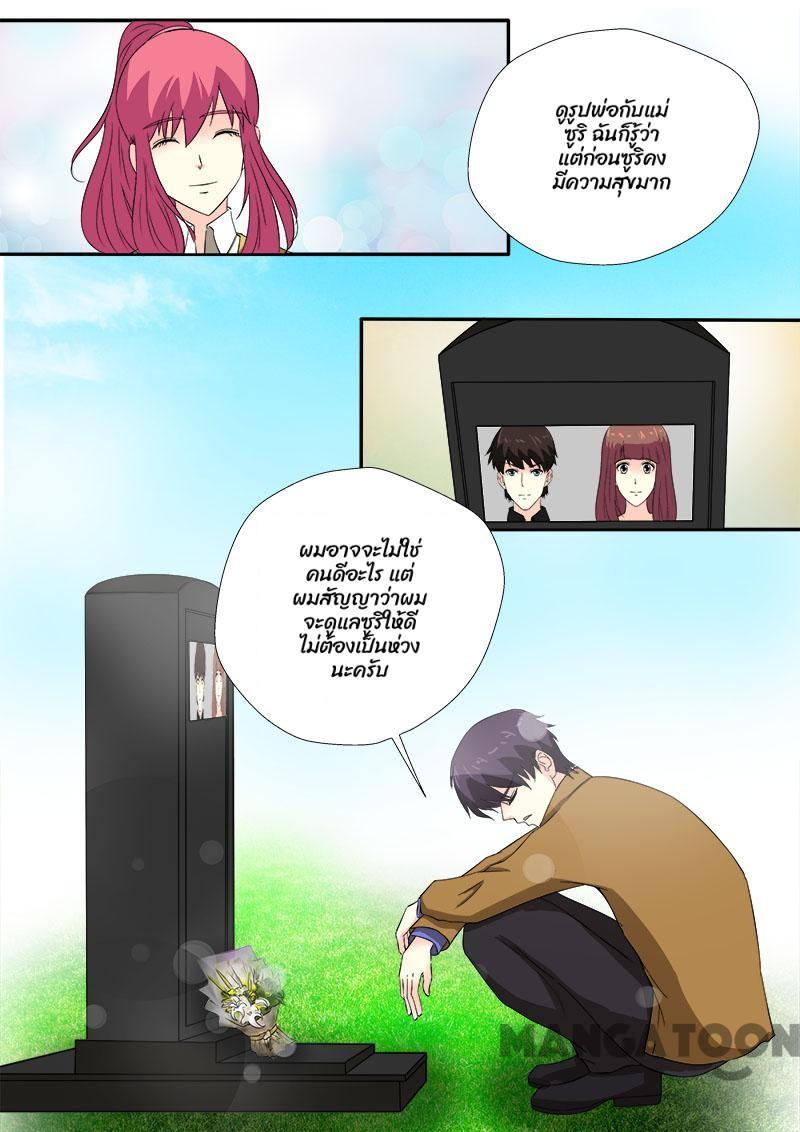 ดูรูปพ่อกับแม่
ซูริ ฉันก็รู้ว่า
แต่ก่อนซูริคง
มีความสุขมาก
ผมอาจจะไม่ใช่
คนดีอะไร แต่
ผมสัญญาว่าผม
จะดูแลซูริให้ดี
ไม่ต้องเป็นห่วง
นะครับ
MANGATOON